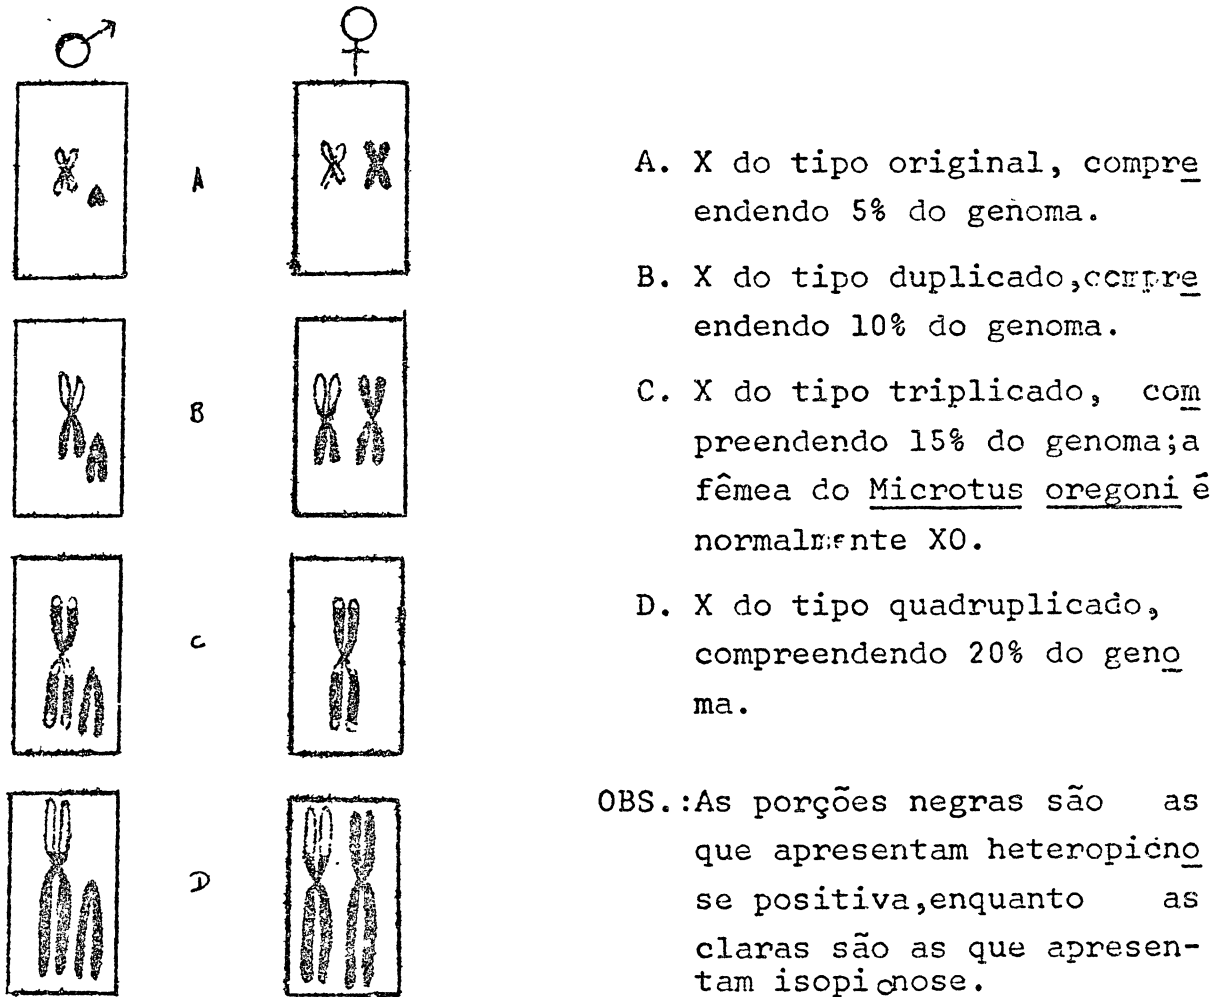 ♂ ♀
A
B
C
D
A. X do tipo original, compre
endendo 5% do genoma.
B. X do tipo duplicado,compre
endendo 10% do genoma.
C. X do tipo triplicado, com
preendendo 15% do genoma;a
fêmea do Microtus oregoni é
normalmente XO.
D. X do tipo quadruplicado,
compreendendo 20% do geno
ma.
OBS.:As porções negras são as
que apresentam heteropicno
se positiva,enquanto as
claras são as que apresen-
tam isopicnose.